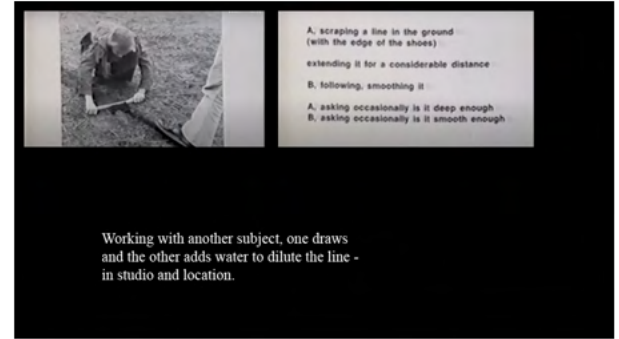 A, scraping a line in the ground
(with the edge of the shoes)
extending it for a considerable distance
B, following, smoothing it
A, asking occasionally is it deep enough
B, asking occasionally is it smooth enough
Working with another subject, one draws
and the other adds water to dilute the line -
in studio and location.